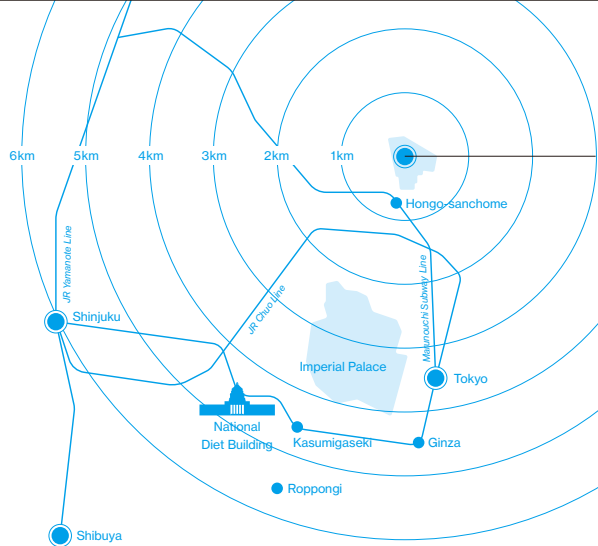 6km
5km
4km
3km
2km
1km
Hongo-sanchome
JR Yamanote Line
Marunouchi Subway Line
JR Chuo Line
Shinjuku
Imperial Palace
Tokyo
National
Diet Building
Kasumigaseki
Ginza
Roppongi
Shibuya